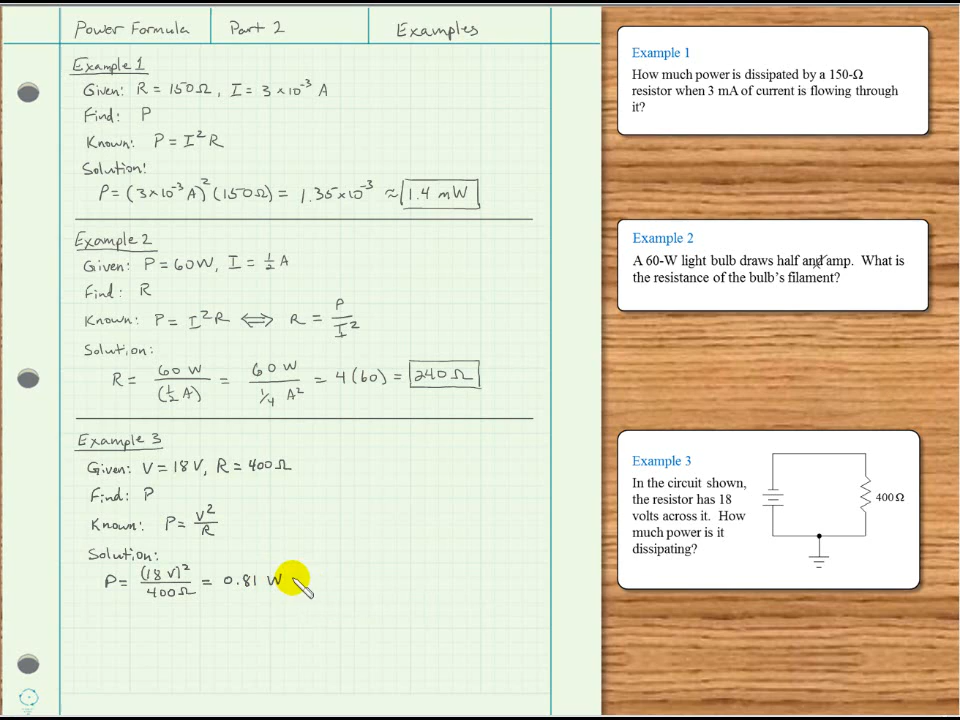 Power Formula Part 2 Examples
Example 1
Given: R = 150Ω, I = 3 × 10⁻³ A
Find: P
Known: P = I² R
Solution:
P = (3×10⁻³ A)² (150Ω) = 1.35×10⁻³ ≈ 1.4 mW
Example 2
Given: P = 60W, I = ½ A
Find: R
Known: P = I²R ⟺ R = P / I²
Solution:
R = 60 W / (½ A) = 60 W / ¼ A² = 4(60) = 240 Ω
Example 3
Given: V = 18V, R = 400Ω
Find: P
Known: P = V² / R
Solution:
P = (18 V)² / 400Ω = 0.81 W
Example 1
How much power is dissipated by a 150-Ω
resistor when 3 mA of current is flowing through
it?
Example 2
A 60-W light bulb draws half and amp. What is
the resistance of the bulb's filament?
Example 3
In the circuit shown,
the resistor has 18
volts across it. How
much power is it
dissipating?
400 Ω